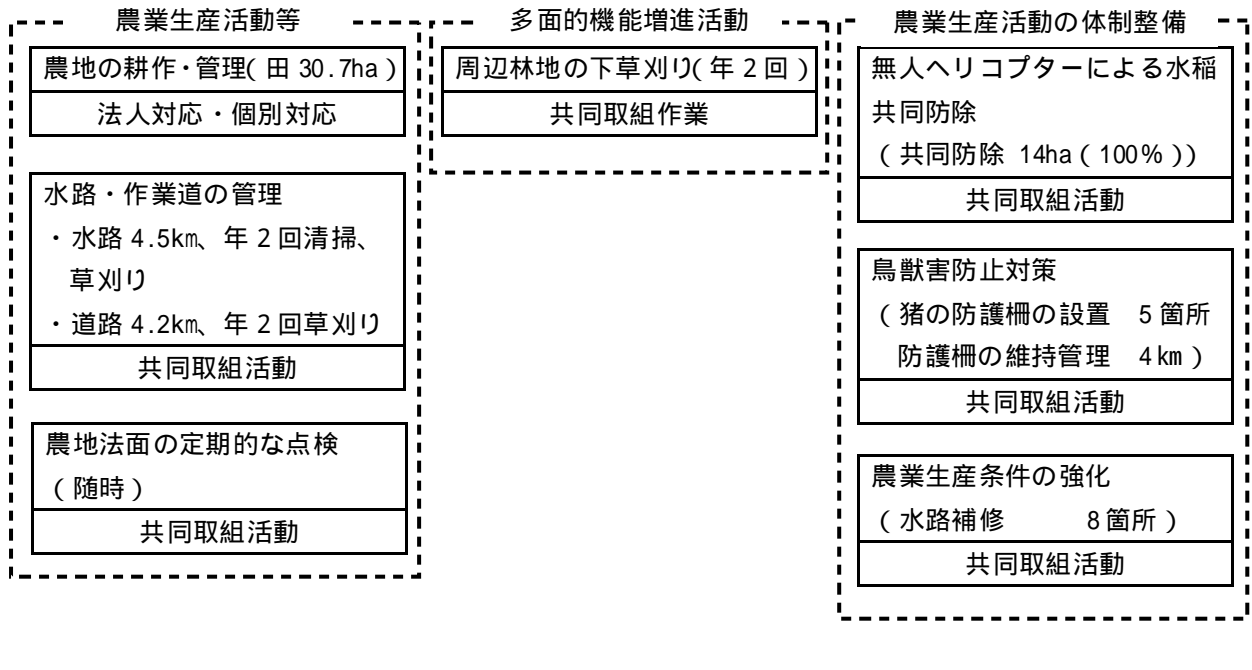 農業生産活動等
農地の耕作・管理(田 30.7ha)
法人対応・個別対応
水路・作業道の管理
・水路 4.5km、年２回清掃、
草刈り
・道路 4.2km、年２回草刈り
共同取組活動
農地法面の定期的な点検
（随時）
共同取組活動
多面的機能増進活動
周辺林地の下草刈り(年２回)
共同取組作業
農業生産活動の体制整備
無人ヘリコプターによる水稲
共同防除
（共同防除 14ha（100％））
共同取組活動
鳥獣害防止対策
（猪の防護柵の設置　５箇所
防護柵の維持管理　４km）
共同取組活動
農業生産条件の強化
（水路補修　　８箇所）
共同取組活動